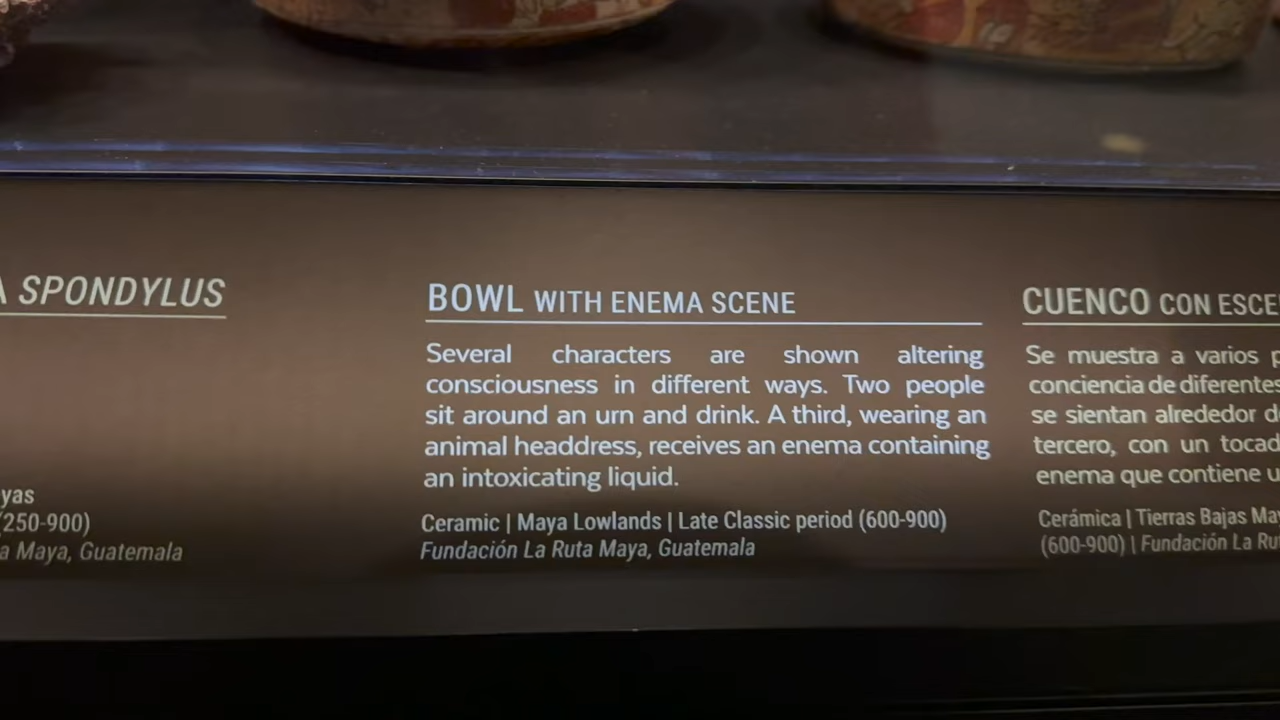 SPONDYLUS
yas
(250-900)
a Maya, Guatemala
BOWL WITH ENEMA SCENE
Several characters are shown altering
consciousness in different ways. Two people
sit around an urn and drink. A third, wearing an
animal headdress, receives an enema containing
an intoxicating liquid.
Ceramic | Maya Lowlands | Late Classic period (600-900)
Fundación La Ruta Maya, Guatemala
CUENCO CON ESCE
Se muestra a varios p
conciencia de diferentes
se sientan alrededor d
tercero, con un tocad
enema que contiene u
Cerámica | Tierras Bajas May
(600-900) | Fundación La Ru